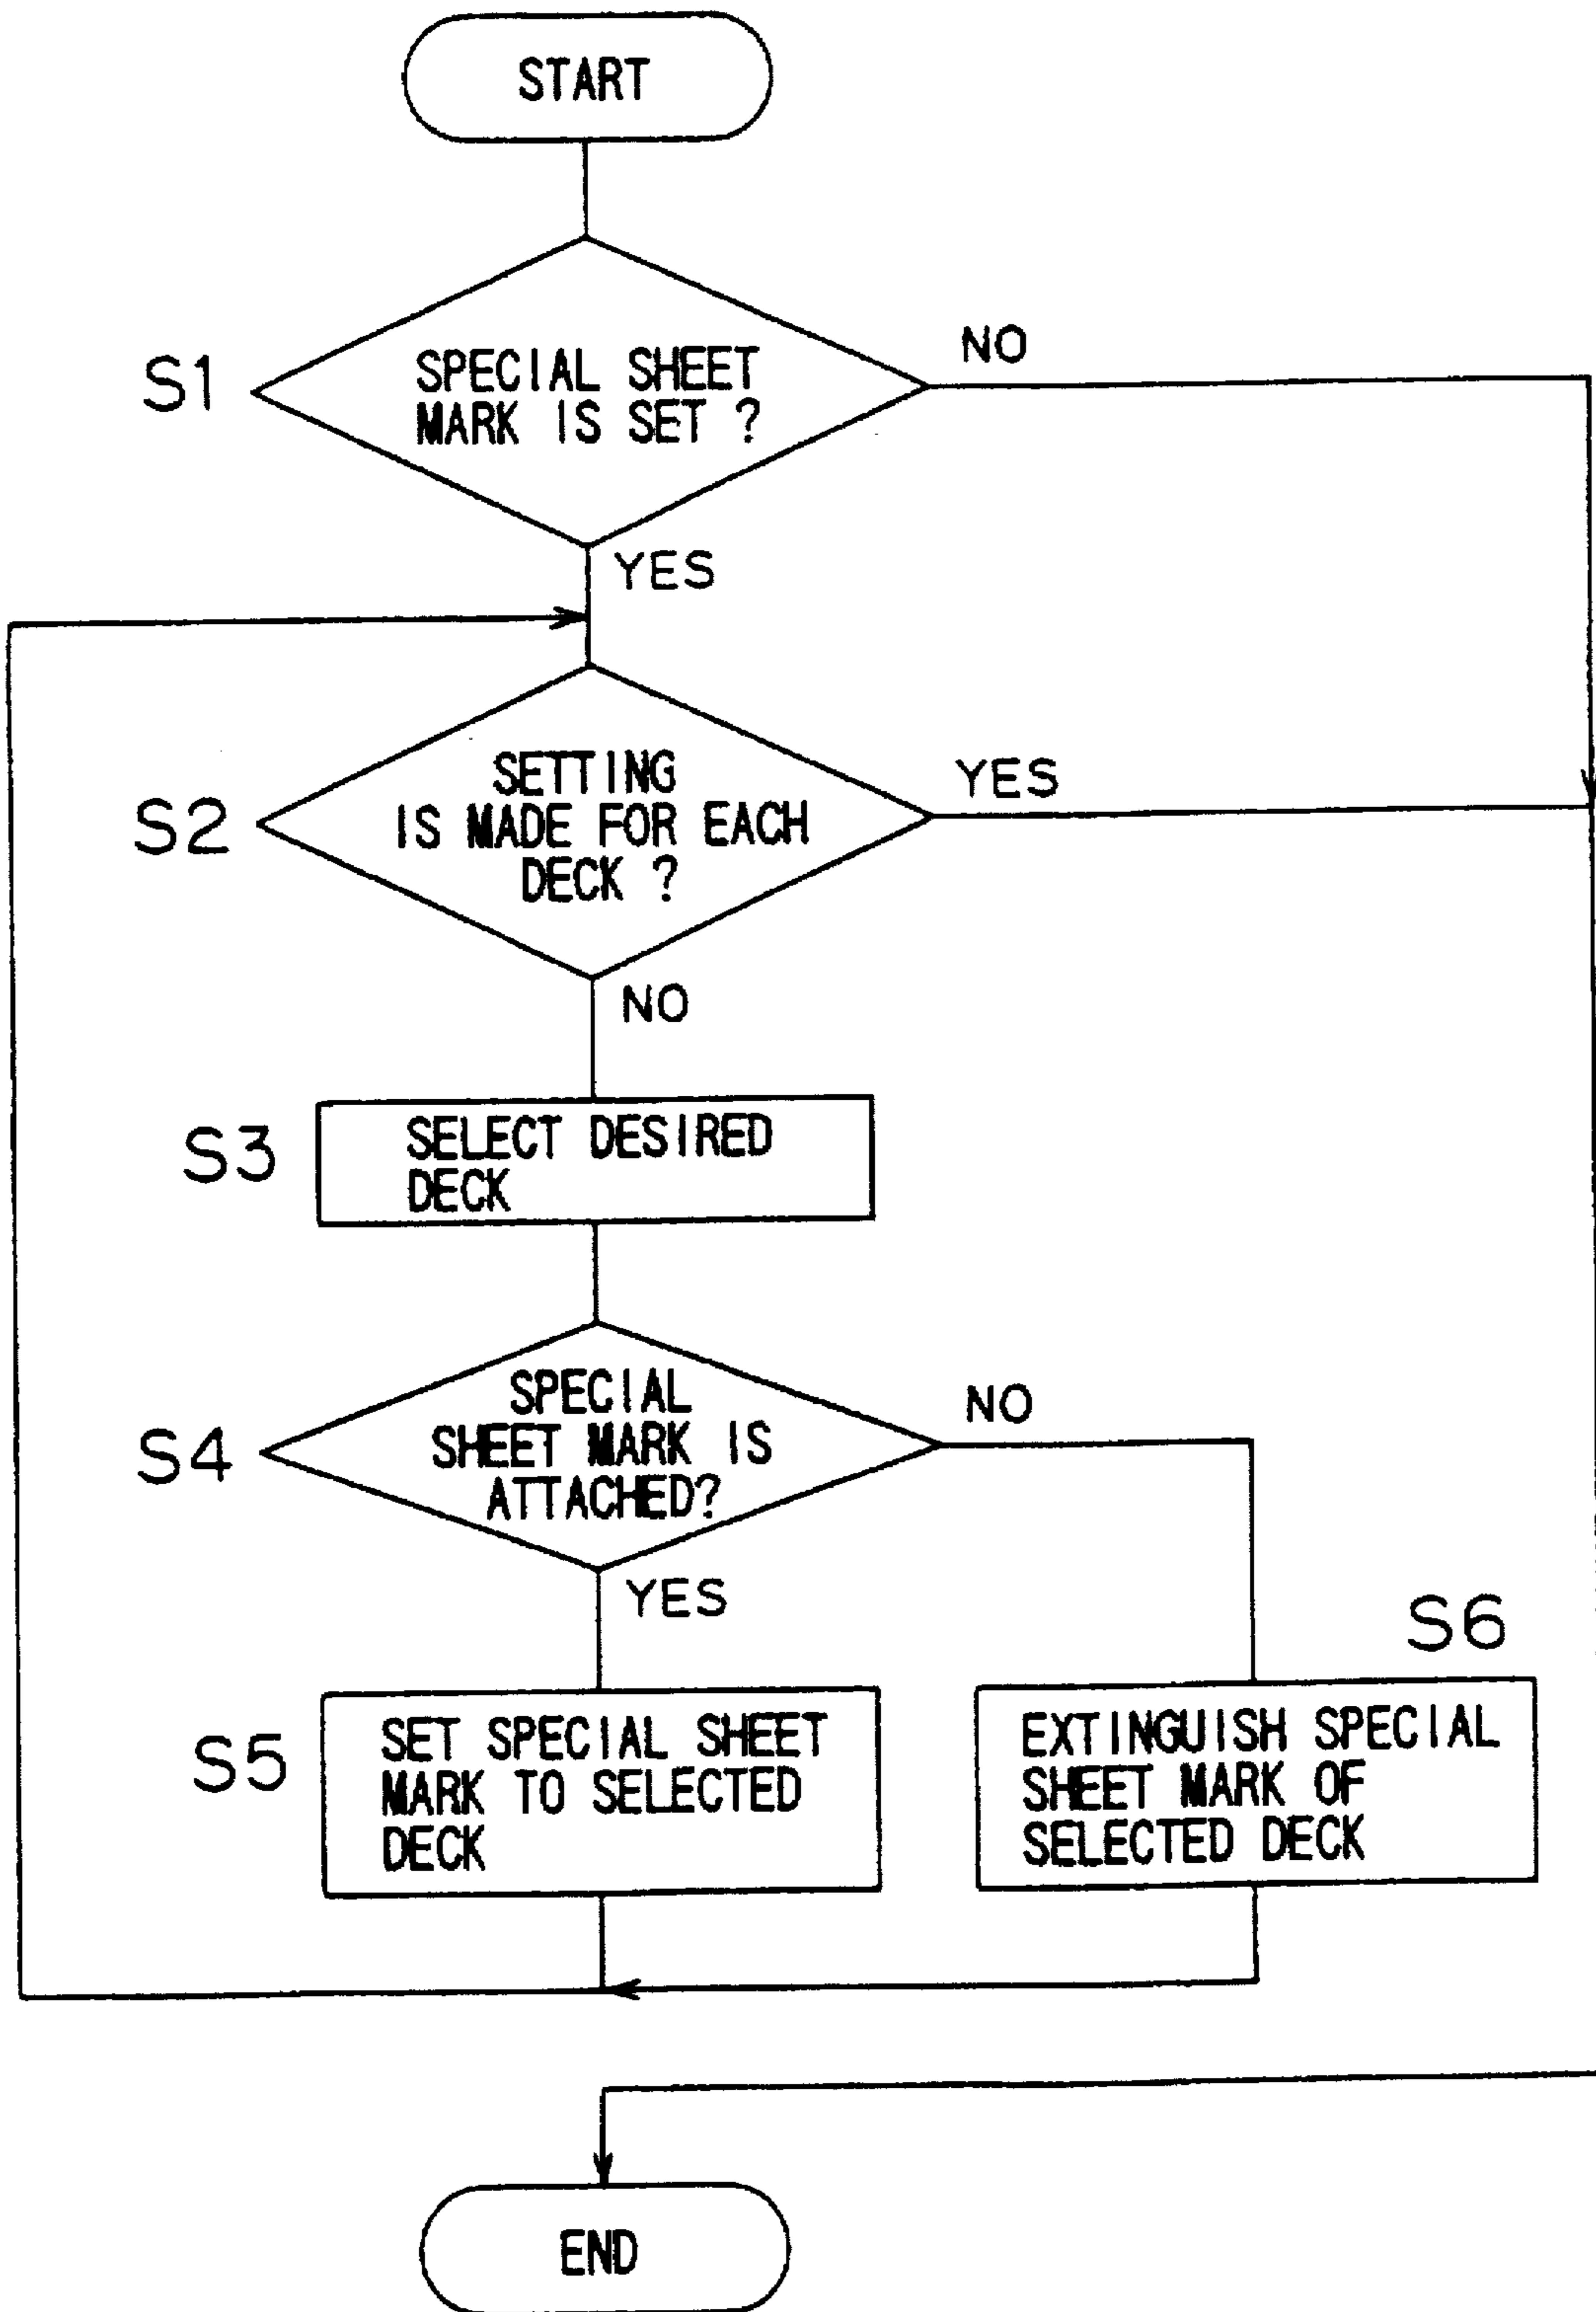 START
S1
SPECIAL SHEET
MARK IS SET ?
NO
YES
S2
SETTING
IS MADE FOR EACH
DECK ?
YES
NO
S3
SELECT DESIRED
DECK
S4
SPECIAL
SHEET MARK IS
ATTACHED?
NO
YES
S5
SET SPECIAL SHEET
MARK TO SELECTED
DECK
S6
EXTINGUISH SPECIAL
SHEET MARK OF
SELECTED DECK
END